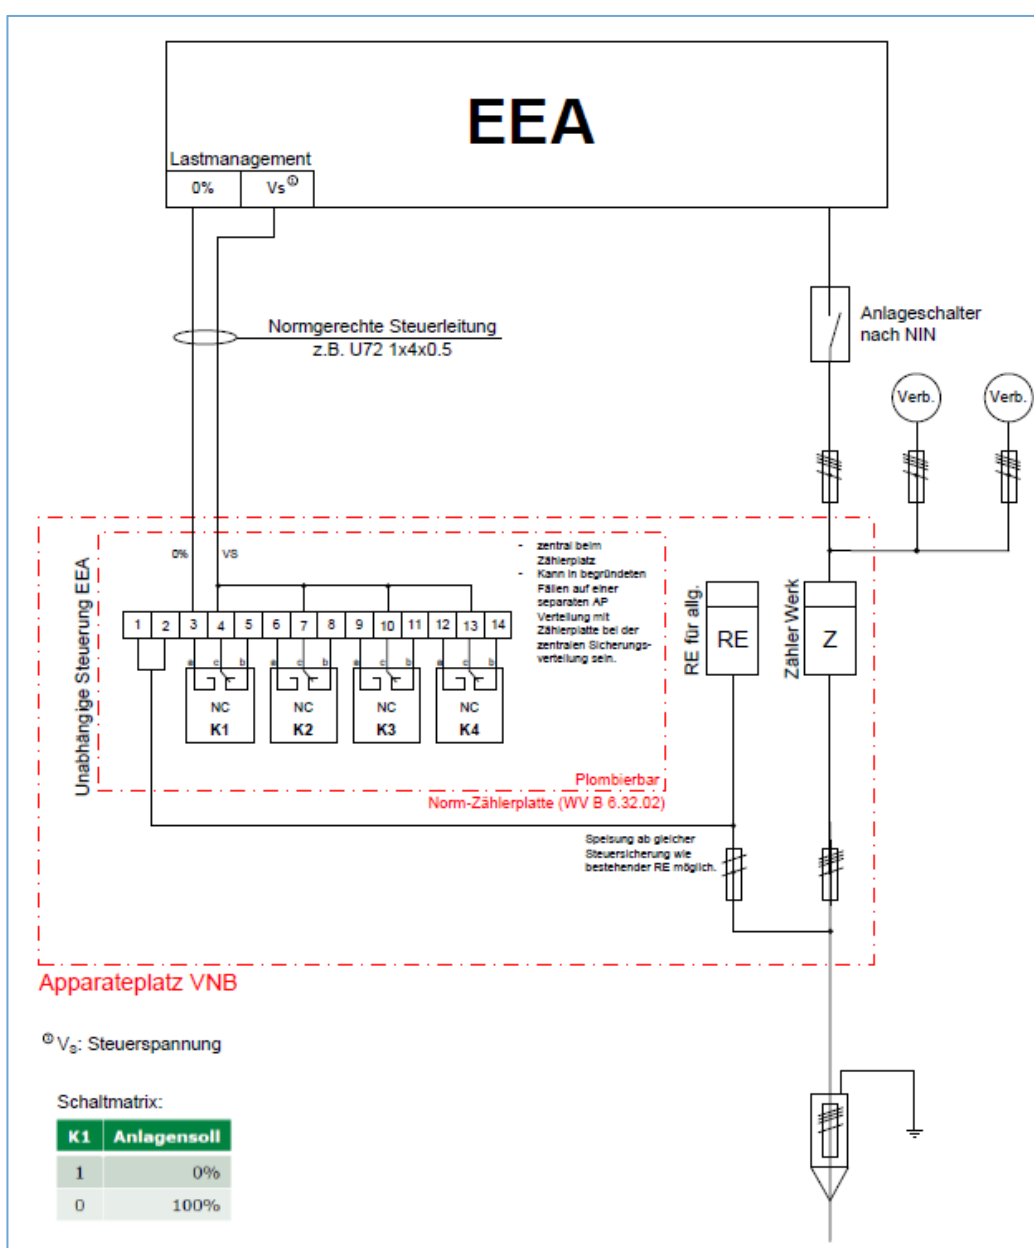 EEA
Lastmanagement
0%
Vs①
Normgerechte Steuerleitung
z.B. U72 1x4x0.5
Anlageschalter
nach NIN
Verb.
Verb.
Unabhängige Steuerung EEA
0%
VS
- zentral beim
Zählerplatz
- Kann in begründeten
Fällen auf einer
separaten AP
Verteilung mit
Zählerplatte bei der
zentralen Sicherungs-
verteilung sein.
1 2 3 4 5 6 7 8 9 10 11 12 13 14
a c b a c b a c b a c b
NC NC NC NC
K1 K2 K3 K4
RE für allg.
RE
Zähler Werk
Z
Plombierbar
Norm-Zählerplatte (WV B 6.32.02)
Speisung ab gleicher
Steuersicherung wie
bestehender RE möglich.
Apparateplatz VNB
① Vs: Steuerspannung
Schaltmatrix:
K1 Anlagensoll
1 0%
0 100%